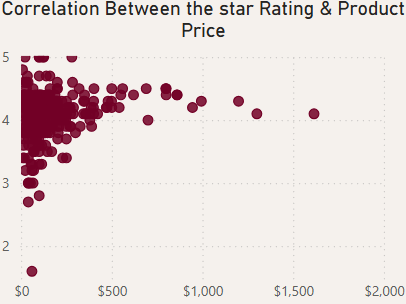 Correlation Between the star Rating & Product
Price
5
4
3
2
$0 $500 $1,000 $1,500 $2,000